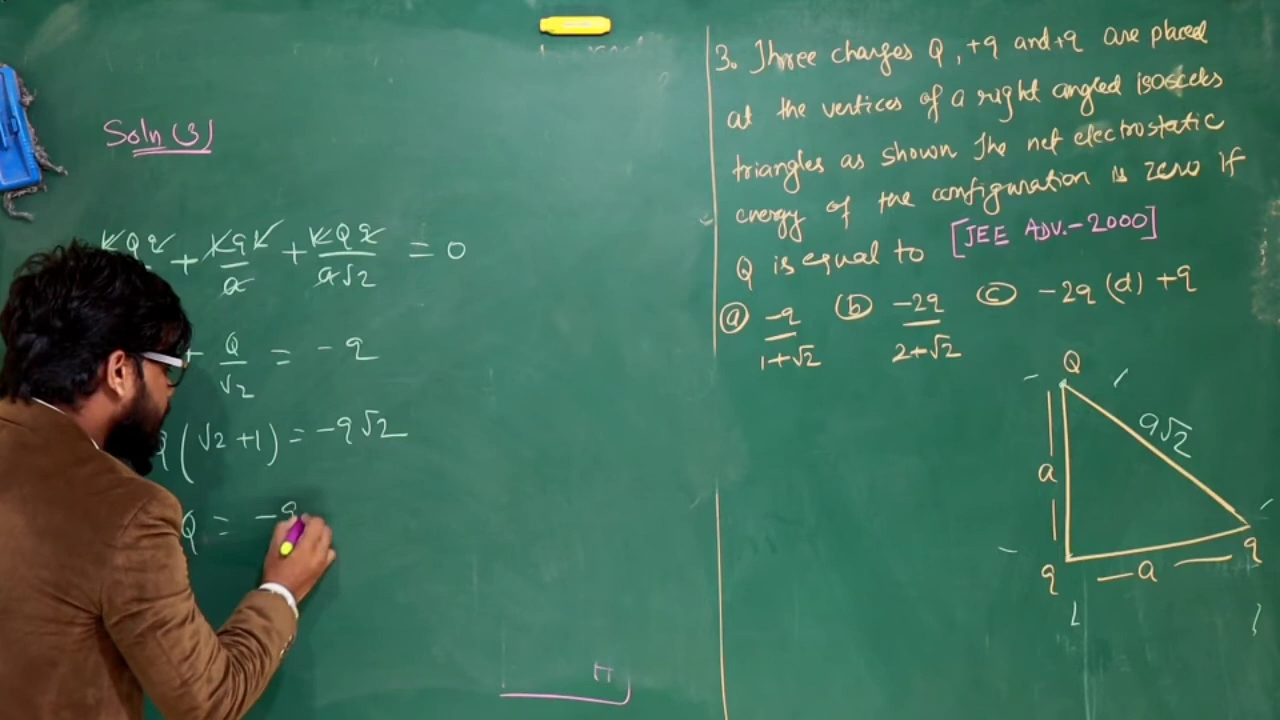 Soln (3)
KQq + Kqq/a + KQq/a√2 = 0
+ Q/√2 = -q
Q(√2 +1) = -q√2
Q = -q
3. Three charges Q, +q and +q are placed
at the vertices of a right angled isosceles
triangles as shown The net electrostatic
energy of the configuration is zero if
Q is equal to [JEE ADV.-2000]
(a) -q/1+√2 (b) -2q/2+√2 (c) -2q (d) +q
Q
a√2
a
q
q
a